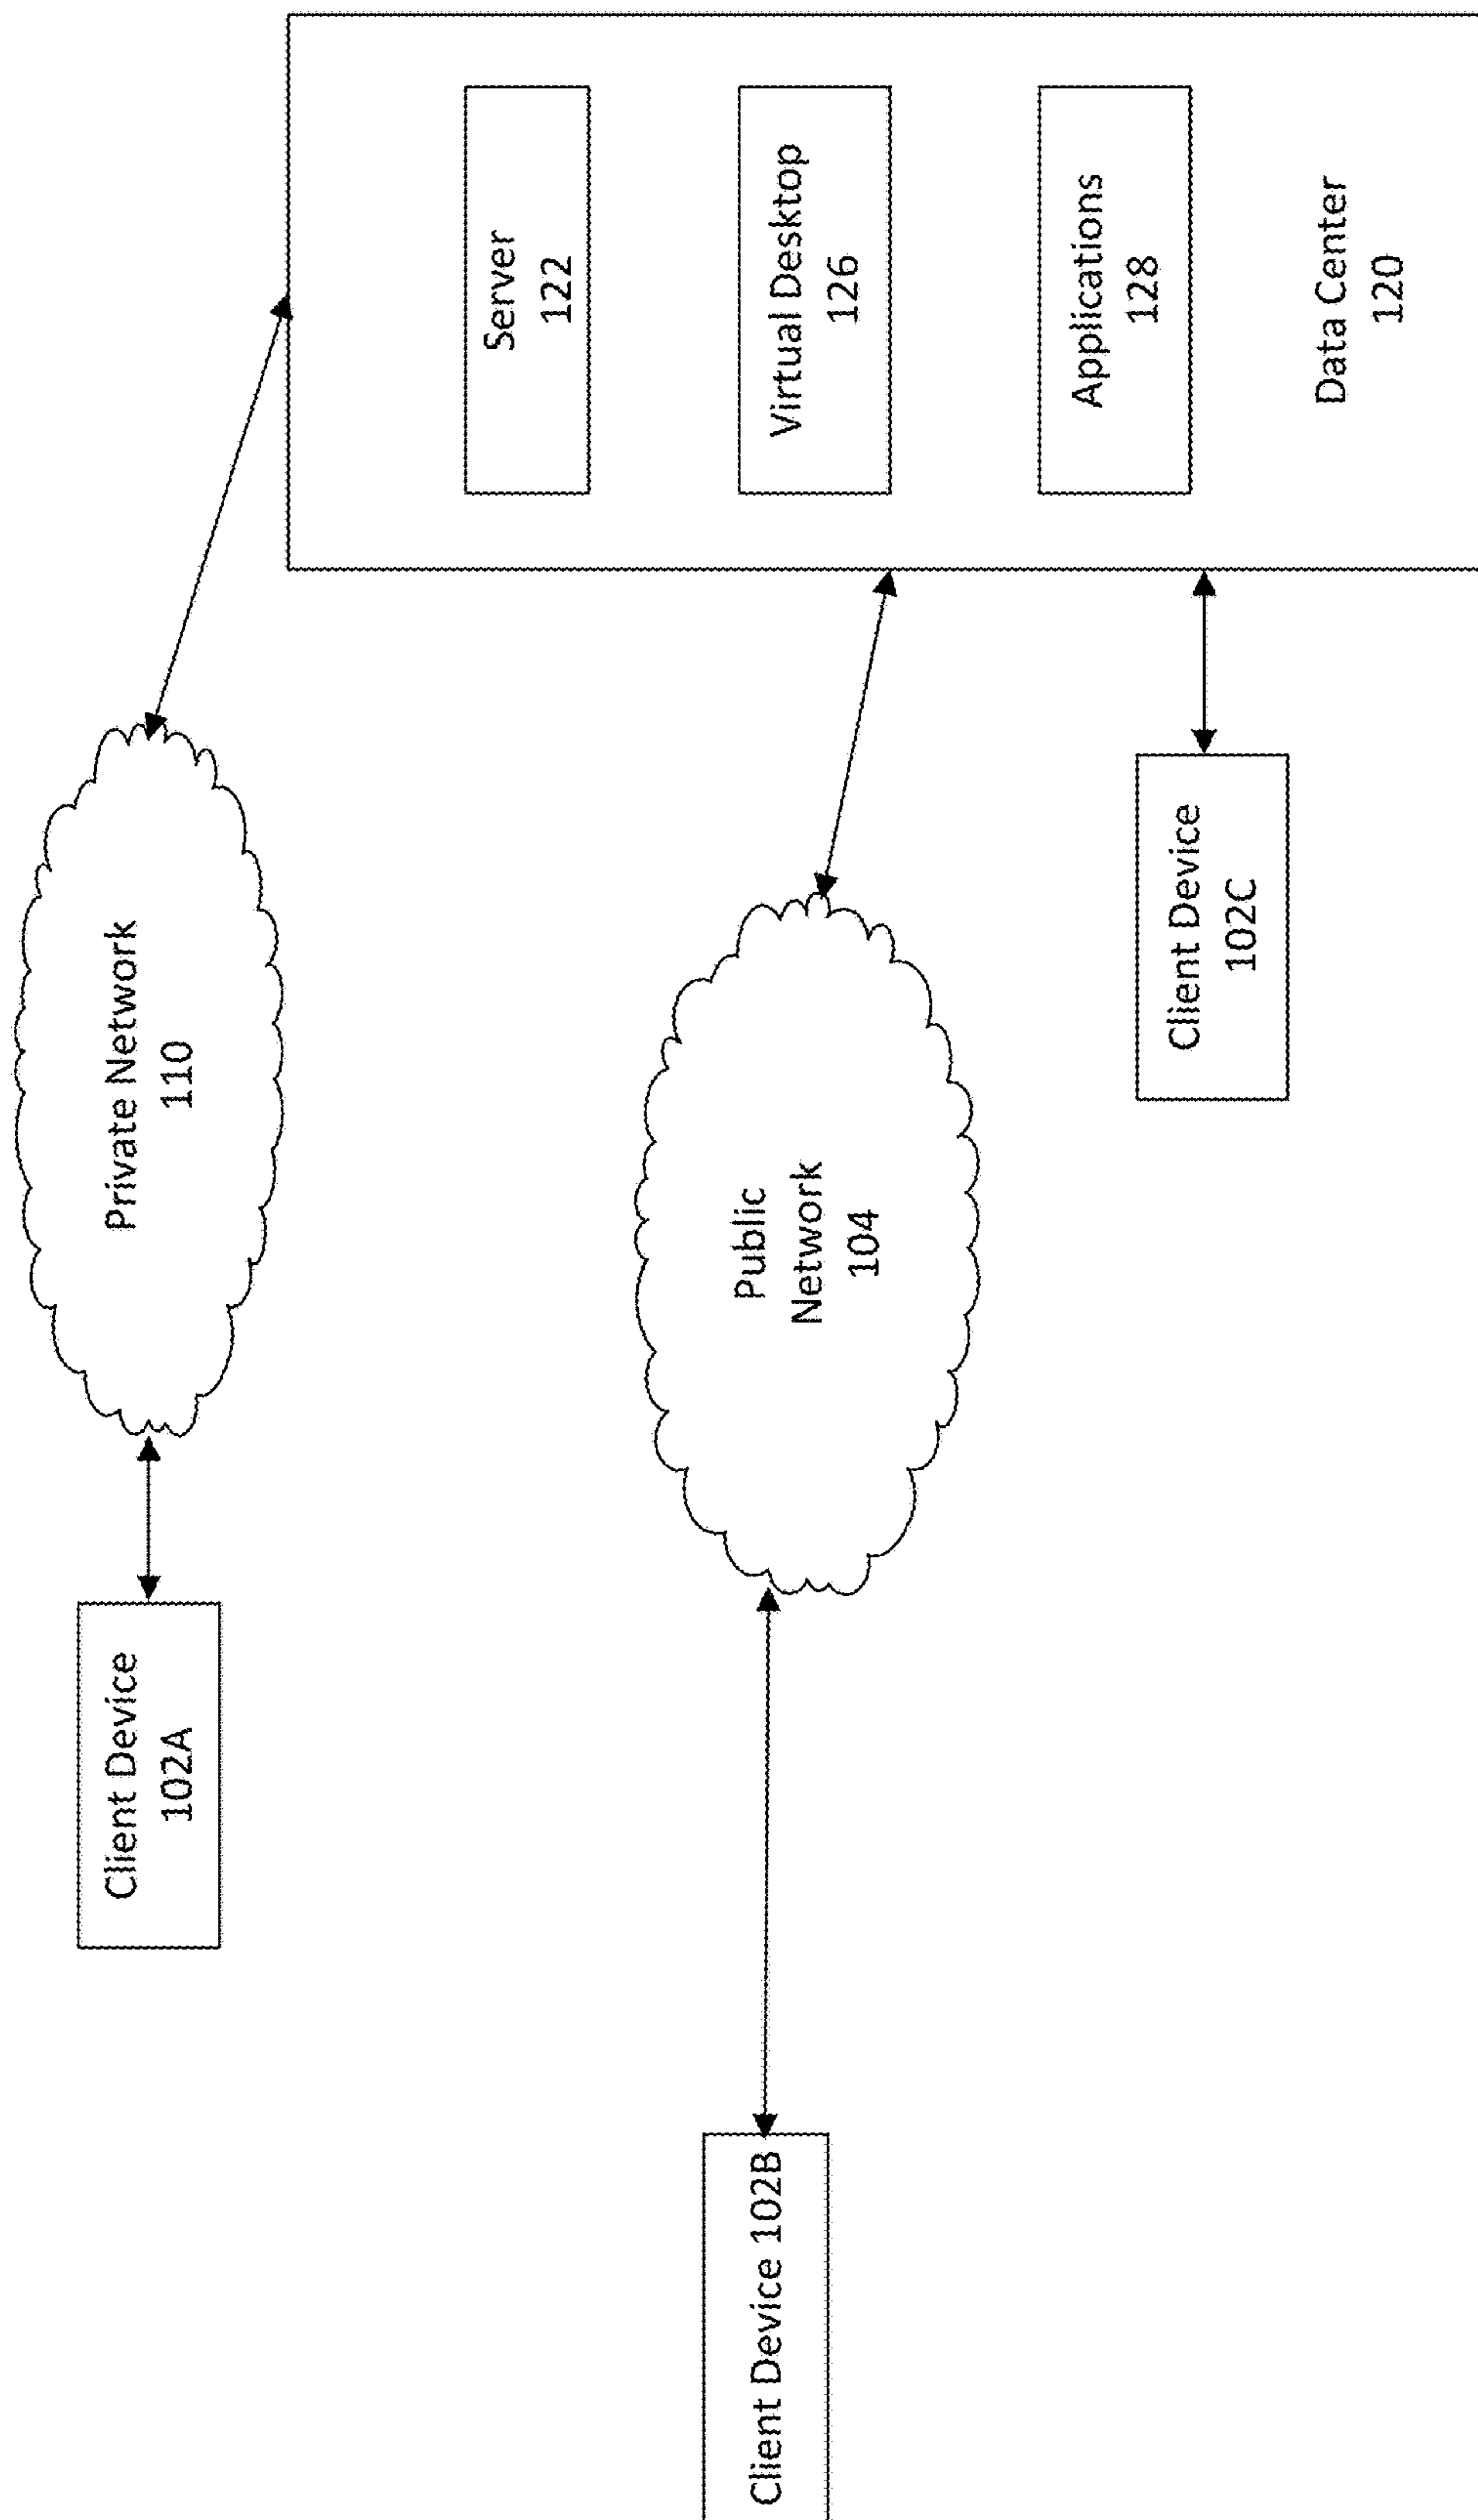 Client Device
102A
Private Network
110
Server
122
Client Device 102B
Public
Network
104
Virtual Desktop
126
Client Device
102C
Applications
128
Data Center
120